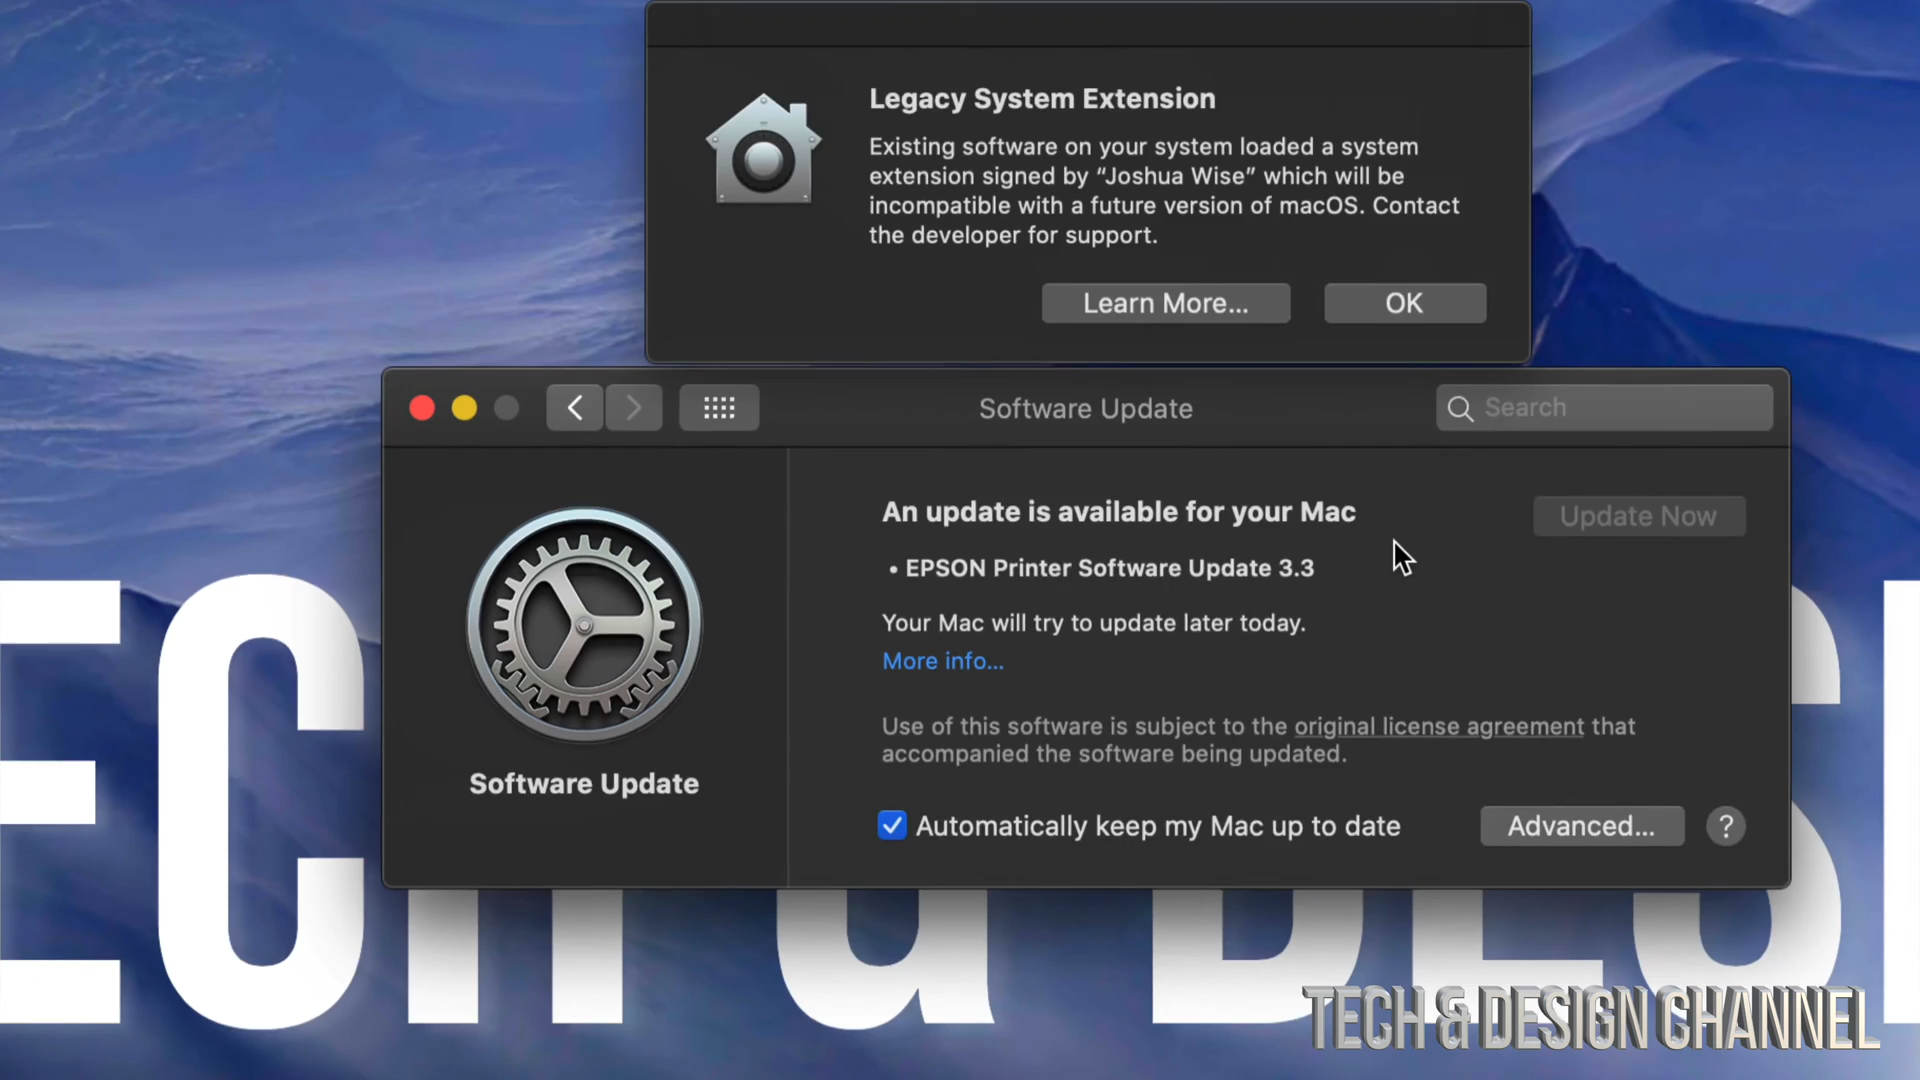 Legacy System Extension
Existing software on your system loaded a system
extension signed by “Joshua Wise” which will be
incompatible with a future version of macOS. Contact
the developer for support.
Learn More...
OK
Software Update
Search
An update is available for your Mac
Update Now
• EPSON Printer Software Update 3.3
Your Mac will try to update later today.
More info...
Use of this software is subject to the original license agreement that
accompanied the software being updated.
Software Update
Automatically keep my Mac up to date
Advanced...
?
TECH & DESIGN CHANNEL